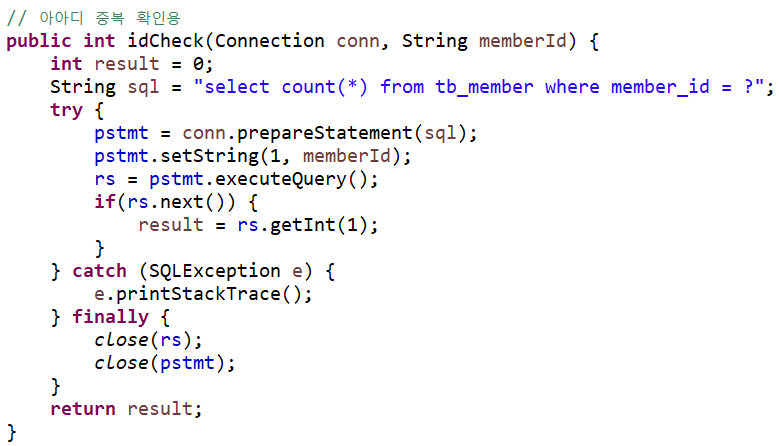 // 아아디 중복 확인용
public int idCheck(Connection conn, String memberId) {
    int result = 0;
    String sql = "select count(*) from tb_member where member_id = ?";
    try {
        pstmt = conn.prepareStatement(sql);
        pstmt.setString(1, memberId);
        rs = pstmt.executeQuery();
        if(rs.next()) {
            result = rs.getInt(1);
        }
    } catch (SQLException e) {
        e.printStackTrace();
    } finally {
        close(rs);
        close(pstmt);
    }
    return result;
}